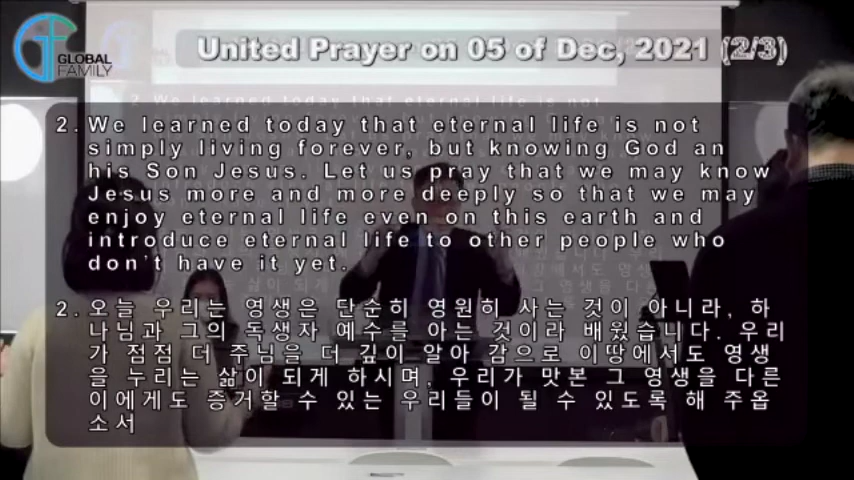 GLOBAL
FAMILY
United Prayer on 05 of Dec, 2021 (2/3)
2. We learned today that eternal life is not
simply living forever, but knowing God an
his Son Jesus. Let us pray that we may know
Jesus more and more deeply so that we may
enjoy eternal life even on this earth and
introduce eternal life to other people who
don't have it yet.
2. 오늘 우리는 영생은 단순히 영원히 사는 것이 아니라, 하
나님과 그의 독생자 예수를 아는 것이라 배웠습니다. 우리
가 점점 더 주님을 더 깊이 알아 감으로 이땅에서도 영생
을 누리는 삶이 되게 하시며, 우리가 맛본 그 영생을 다른
이에게도 증거할 수 있는 우리들이 될 수 있도록 해 주옵
소서